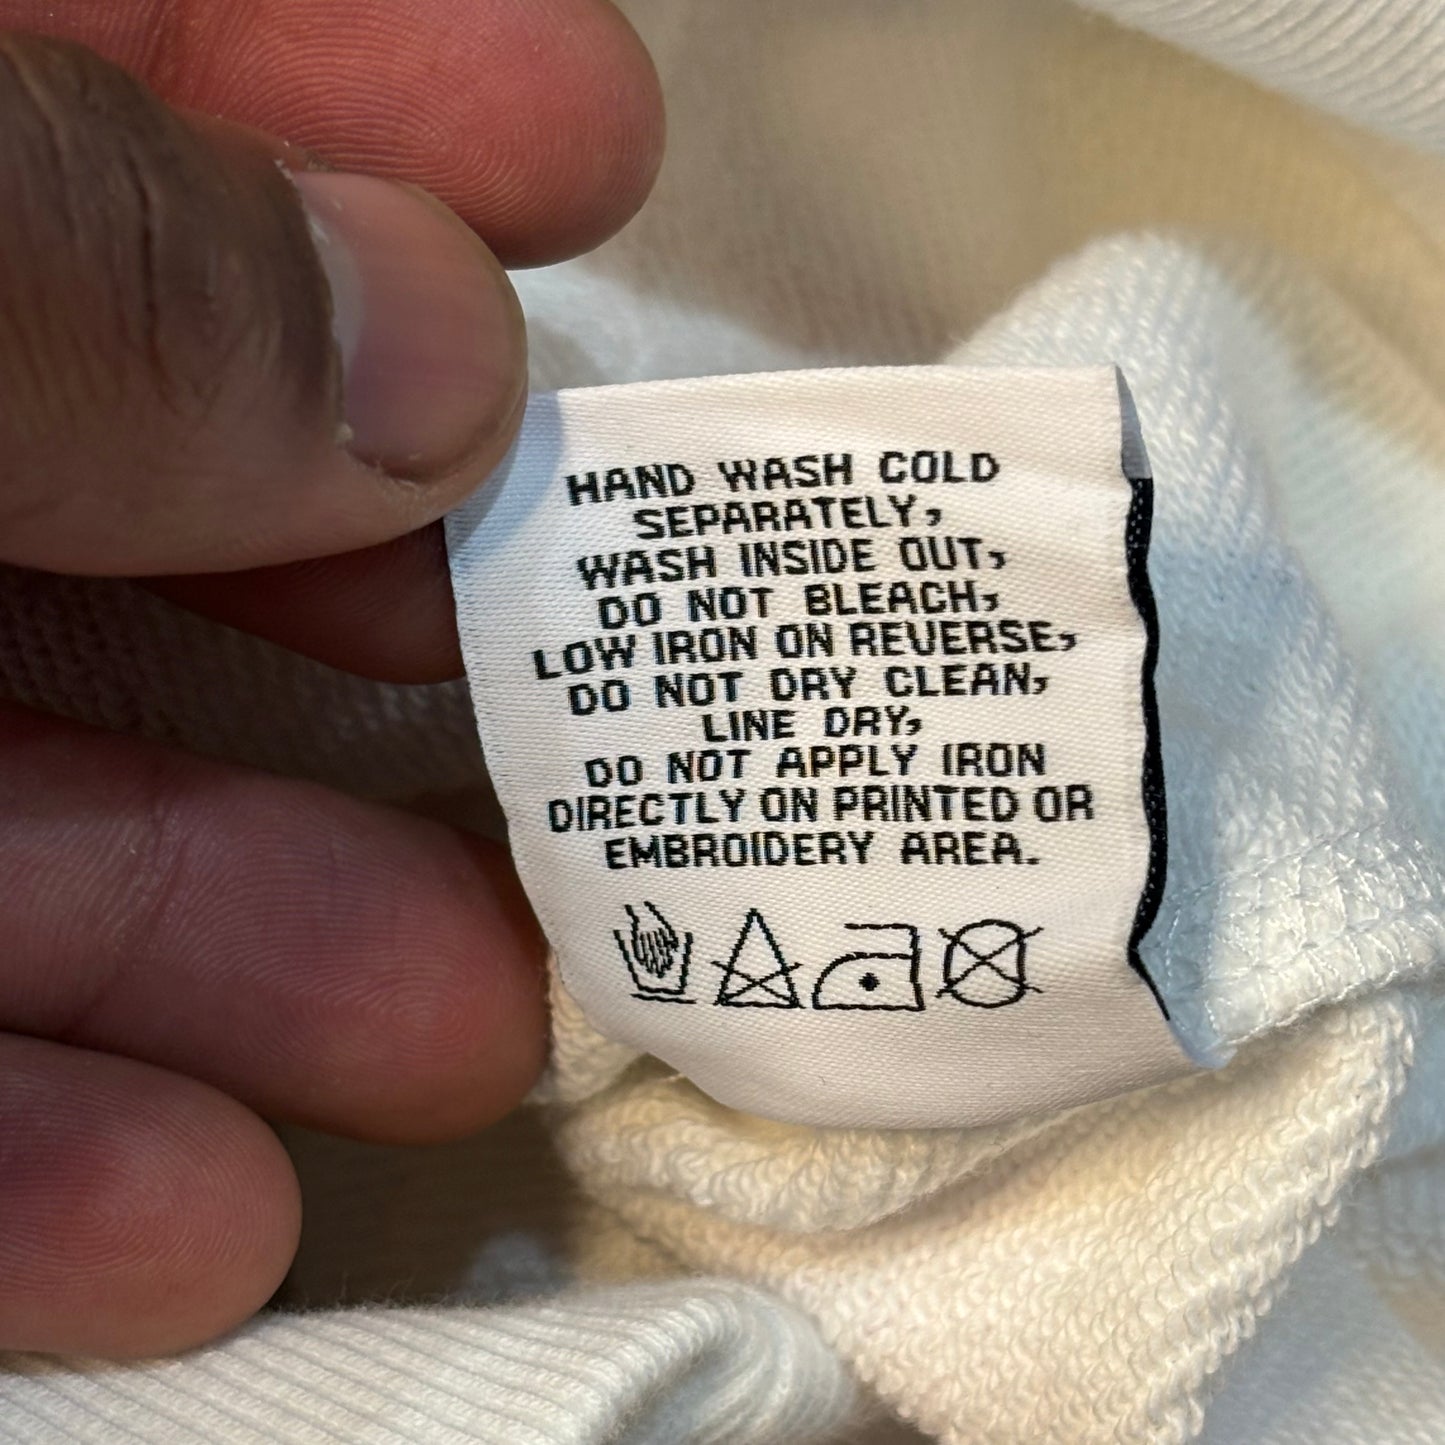 HAND WASH COLD
SEPARATELY,
WASH INSIDE OUT,
DO NOT BLEACH,
LOW IRON ON REVERSE,
DO NOT DRY CLEAN,
LINE DRY,
DO NOT APPLY IRON
DIRECTLY ON PRINTED OR
EMBROIDERY AREA.